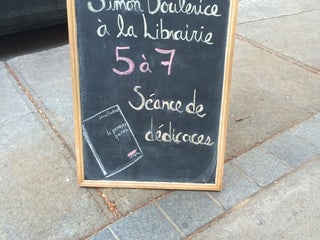 Simon Boulerice
à la Librairie
5 à 7
Séance de
dédicaces